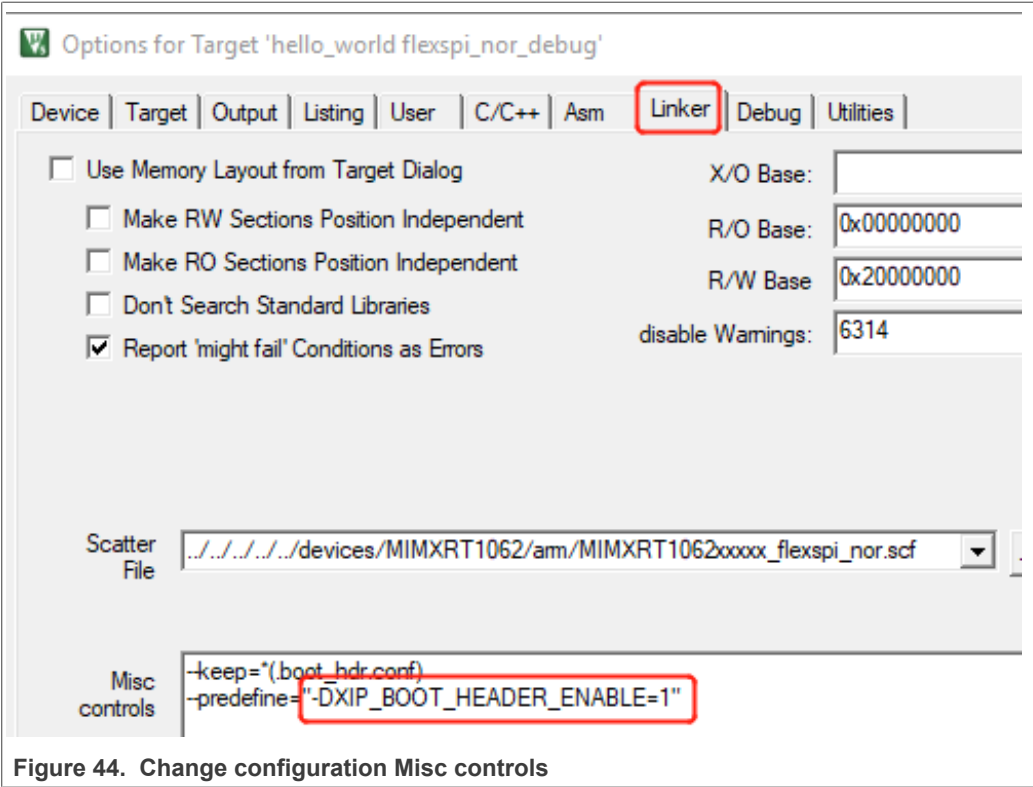 Options for Target 'hello_world flexspi_nor_debug'
Device Target Output Listing User C/C++ Asm Linker Debug Utilities
Use Memory Layout from Target Dialog
X/O Base:
Make RW Sections Position Independent
R/O Base: 0x00000000
Make RO Sections Position Independent
R/W Base 0x20000000
Don't Search Standard Libraries
disable Warnings: 6314
Report 'might fail' Conditions as Errors
Scatter File ../../../../../devices/MIMXRT1062/arm/MIMXRT1062xxxxx_flexspi_nor.scf
Misc controls
--keep=*(.boot_hdr.conf)
--predefine="-DXIP_BOOT_HEADER_ENABLE=1"
Figure 44. Change configuration Misc controls